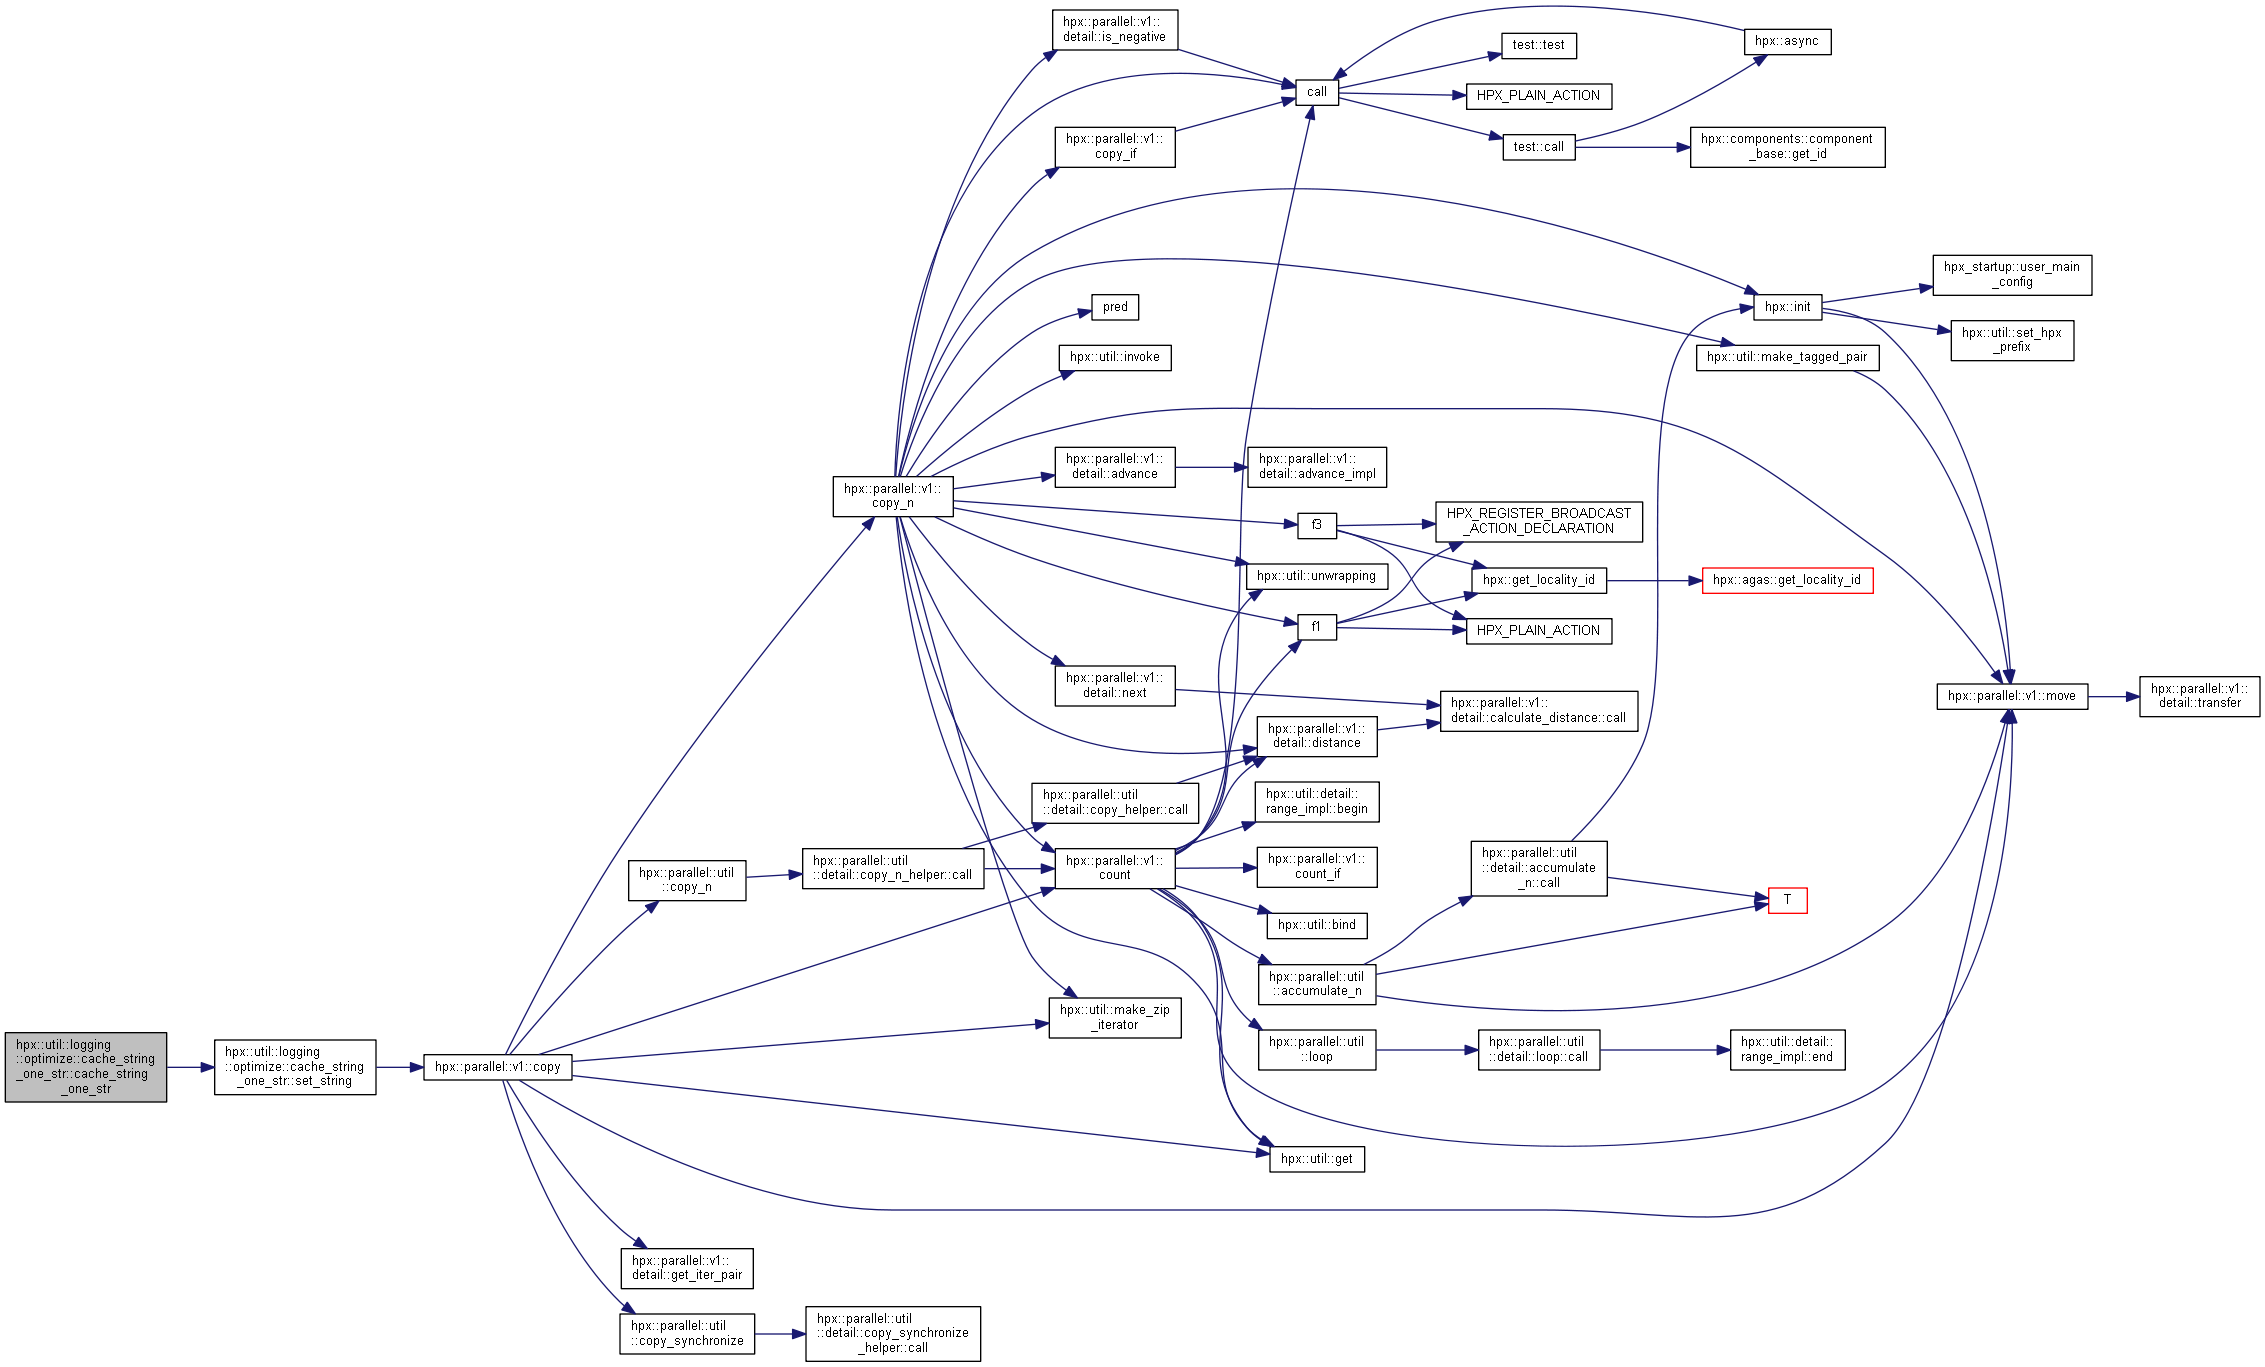 hpx::util::logging
::optimize::cache_string
_one_str::cache_string
_one_str
hpx::util::logging
::optimize::cache_string
_one_str::set_string
hpx::parallel::v1::copy
hpx::parallel::v1::
copy_n
hpx::parallel::util
::copy_n
hpx::parallel::util
::detail::copy_n_helper::call
hpx::parallel::v1::
detail::get_iter_pair
hpx::parallel::util
::copy_synchronize
hpx::parallel::util
::detail::copy_synchronize
_helper::call
hpx::parallel::v1::
detail::is_negative
hpx::parallel::v1::
copy_if
pred
hpx::util::invoke
hpx::parallel::v1::
detail::advance
hpx::parallel::v1::
detail::advance_impl
f3
hpx::util::unwrapping
f1
hpx::parallel::v1::
detail::next
hpx::parallel::v1::
detail::distance
hpx::parallel::util
::detail::copy_helper::call
hpx::parallel::v1::
count
hpx::util::make_zip
_iterator
hpx::util::detail::
range_impl::begin
hpx::parallel::v1::
count_if
hpx::util::bind
hpx::parallel::util
::accumulate_n
hpx::parallel::util
::loop
hpx::util::get
call
test::test
HPX_PLAIN_ACTION
test::call
hpx::async
hpx::components::component
_base::get_id
hpx::init
hpx_startup::user_main
_config
hpx::util::set_hpx
_prefix
hpx::util::make_tagged_pair
HPX_REGISTER_BROADCAST
_ACTION_DECLARATION
hpx::get_locality_id
hpx::agas::get_locality_id
HPX_PLAIN_ACTION
hpx::parallel::v1::
detail::calculate_distance::call
hpx::parallel::v1::move
hpx::parallel::v1::
detail::transfer
hpx::parallel::util
::detail::accumulate
_n::call
T
hpx::parallel::util
::detail::loop::call
hpx::util::detail::
range_impl::end